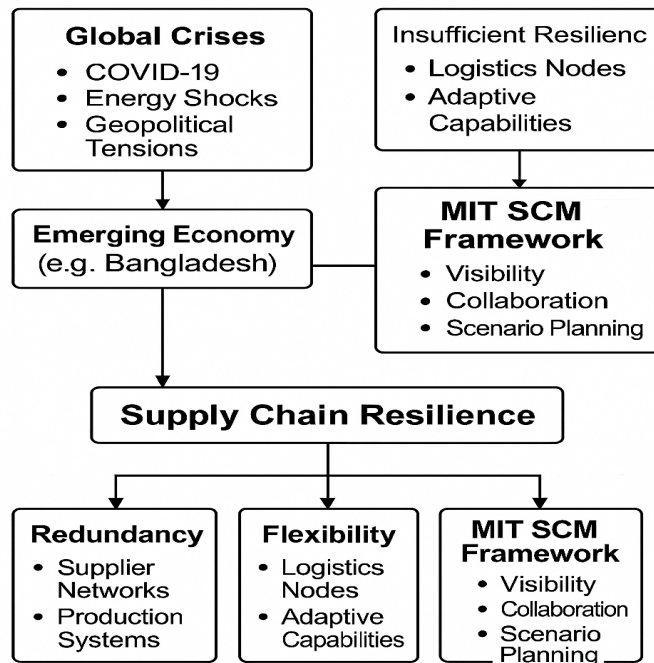 Global Crises
• COVID-19
• Energy Shocks
• Geopolitical
Tensions
Insufficient Resilienc
• Logistics Nodes
• Adaptive
Capabilities
Emerging Economy
(e.g. Bangladesh)
MIT SCM
Framework
• Visibility
• Collaboration
• Scenario Planning
Supply Chain Resilience
Redundancy
• Supplier
Networks
• Production
Systems
Flexibility
• Logistics
Nodes
• Adaptive
Capabilities
MIT SCM
Framework
• Visibility
• Collaboration
• Scenario
Planning